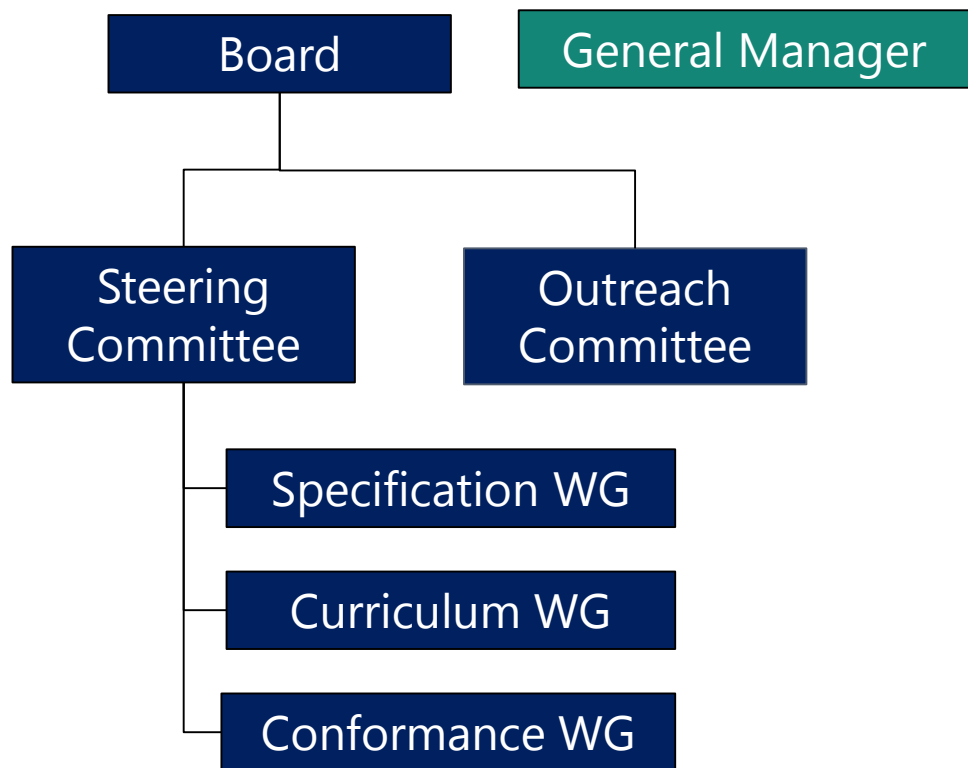 Board
General Manager
Steering
Committee
Outreach
Committee
Specification WG
Curriculum WG
Conformance WG